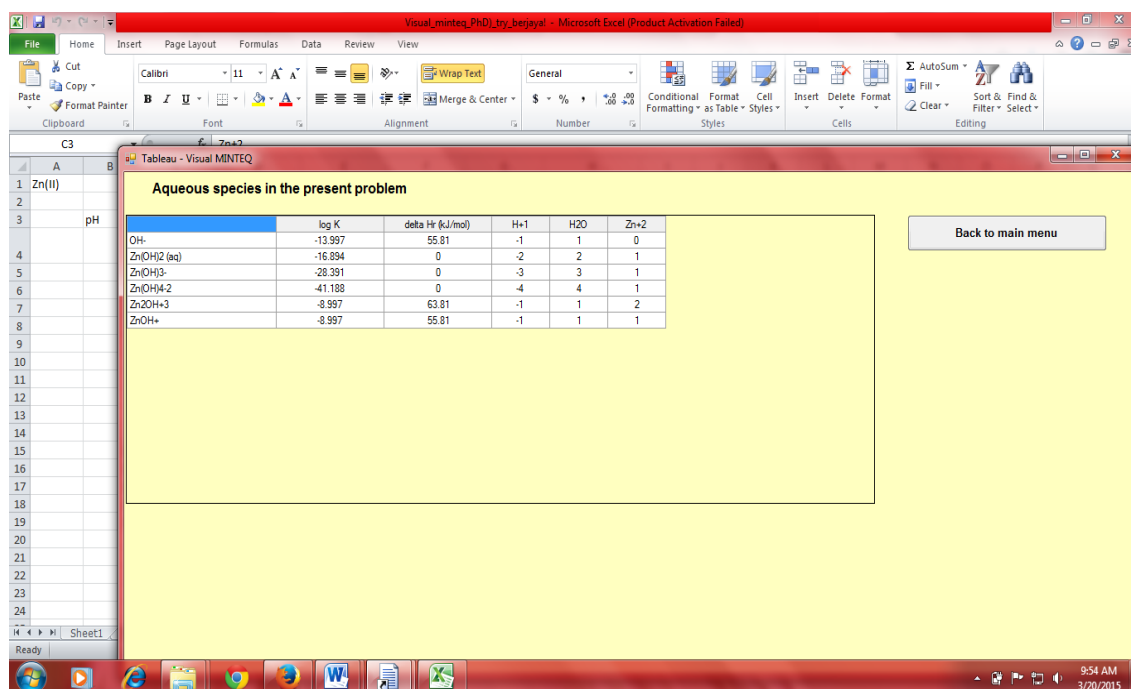 Visual_minteq_PhD)_try_berjayaI - Microsoft Excel (Product Activation Failed)
File Home Insert Page Layout Formulas Data Review View
Cut
Copy
Format Painter
Paste
Clipboard
Calibri 11
B I U
Font
Wrap Text
Merge & Center
Alignment
General
$ % ,
Number
Conditional Formatting
Format as Table
Cell Styles
Styles
Insert Delete Format
Cells
AutoSum
Fill
Clear
Sort & Filter
Find & Select
Editing
C3 fx Zn+2
Tableau - Visual MINTEQ
A B
1 Zn(II)
2
3 pH
4
5
6
7
8
9
10
11
12
13
14
15
16
17
18
19
20
21
22
23
24
Aqueous species in the present problem
log K delta Hr (kJ/mol) H+1 H2O Zn+2
OH- -13.997 55.81 -1 1 0
Zn(OH)2 (aq) -16.894 0 -2 2 1
Zn(OH)3- -28.391 0 -3 3 1
Zn(OH)4-2 -41.188 0 -4 4 1
Zn2OH+3 -8.997 63.81 -1 1 2
ZnOH+ -8.997 55.81 -1 1 1
Back to main menu
Sheet1
Ready
9:54 AM
3/20/2015